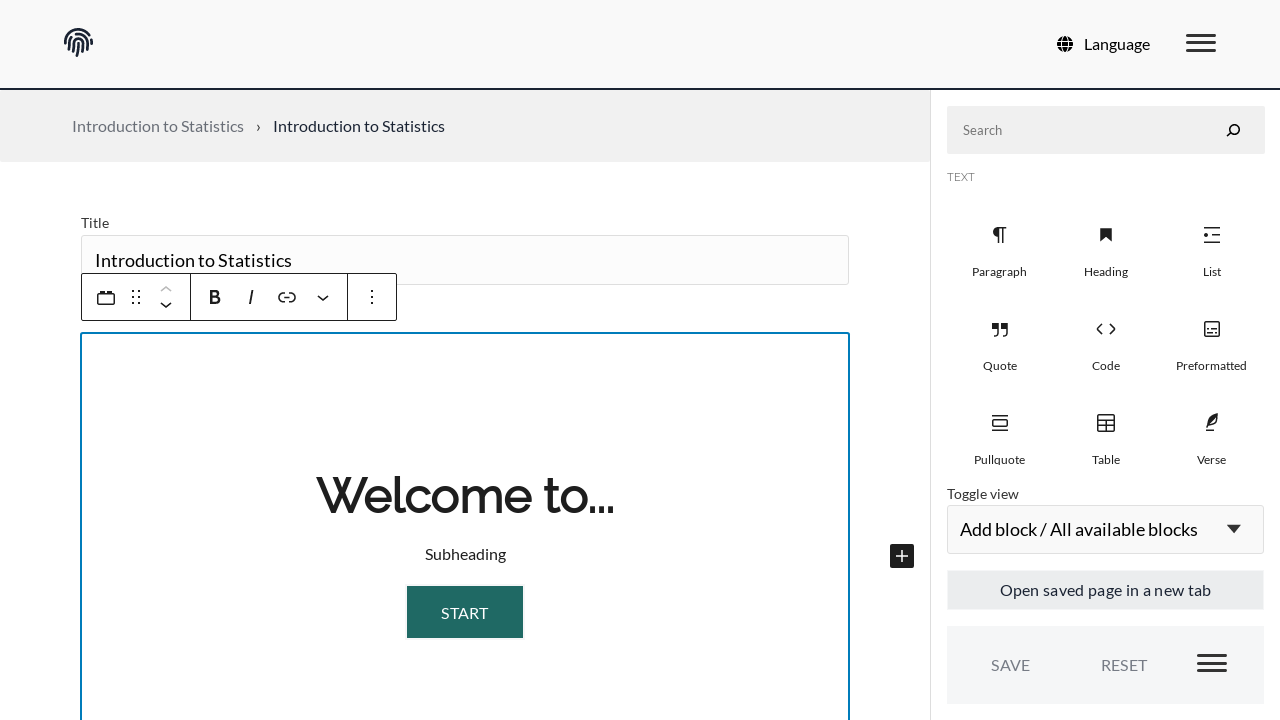 Language
Introduction to Statistics › Introduction to Statistics
Title
Introduction to Statistics
B I
Welcome to...
Subheading
START
Search
TEXT
Paragraph Heading List
Quote Code Preformatted
Pullquote Table Verse
Toggle view
Add block / All available blocks
Open saved page in a new tab
SAVE RESET